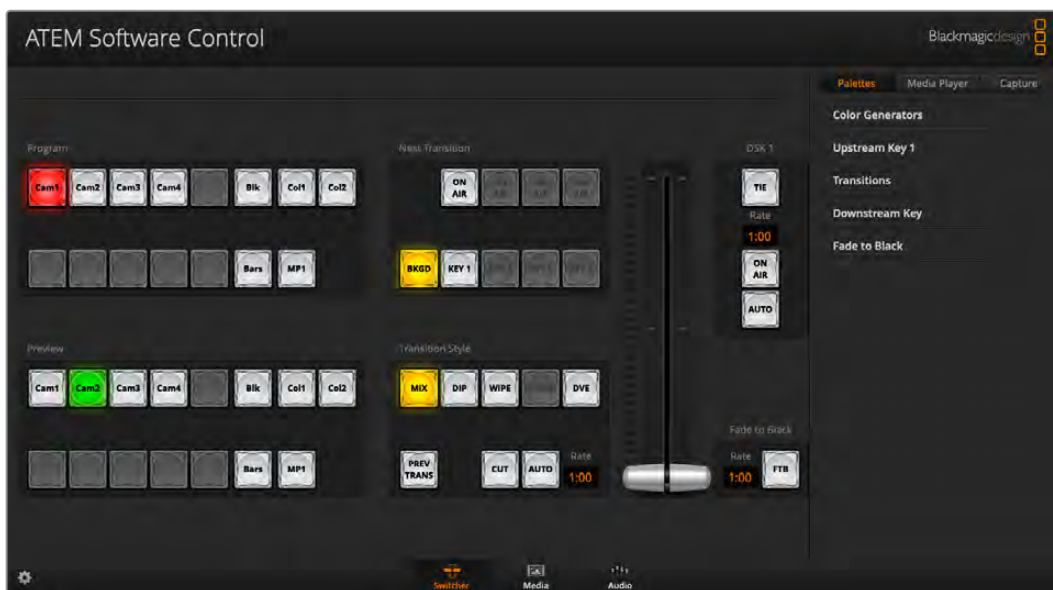 ATEM Software Control
Blackmagicdesign
Palettes Media Player Capture
Color Generators
Upstream Key 1
Transitions
Downstream Key
Fade to Black
Program
Cam1 Cam2 Cam3 Cam4 Blk Col1 Col2
Bars MP1
Next Transition
ON AIR
BKGD KEY 1
DSK 1
TIE
Rate
1:00
ON AIR
AUTO
Preview
Cam1 Cam2 Cam3 Cam4 Blk Col1 Col2
Bars MP1
Transition Style
MIX DIP WIPE DVE
PREV TRANS CUT AUTO Rate 1:00
Fade to Black
Rate
1:00 FTB
Switcher Media Audio